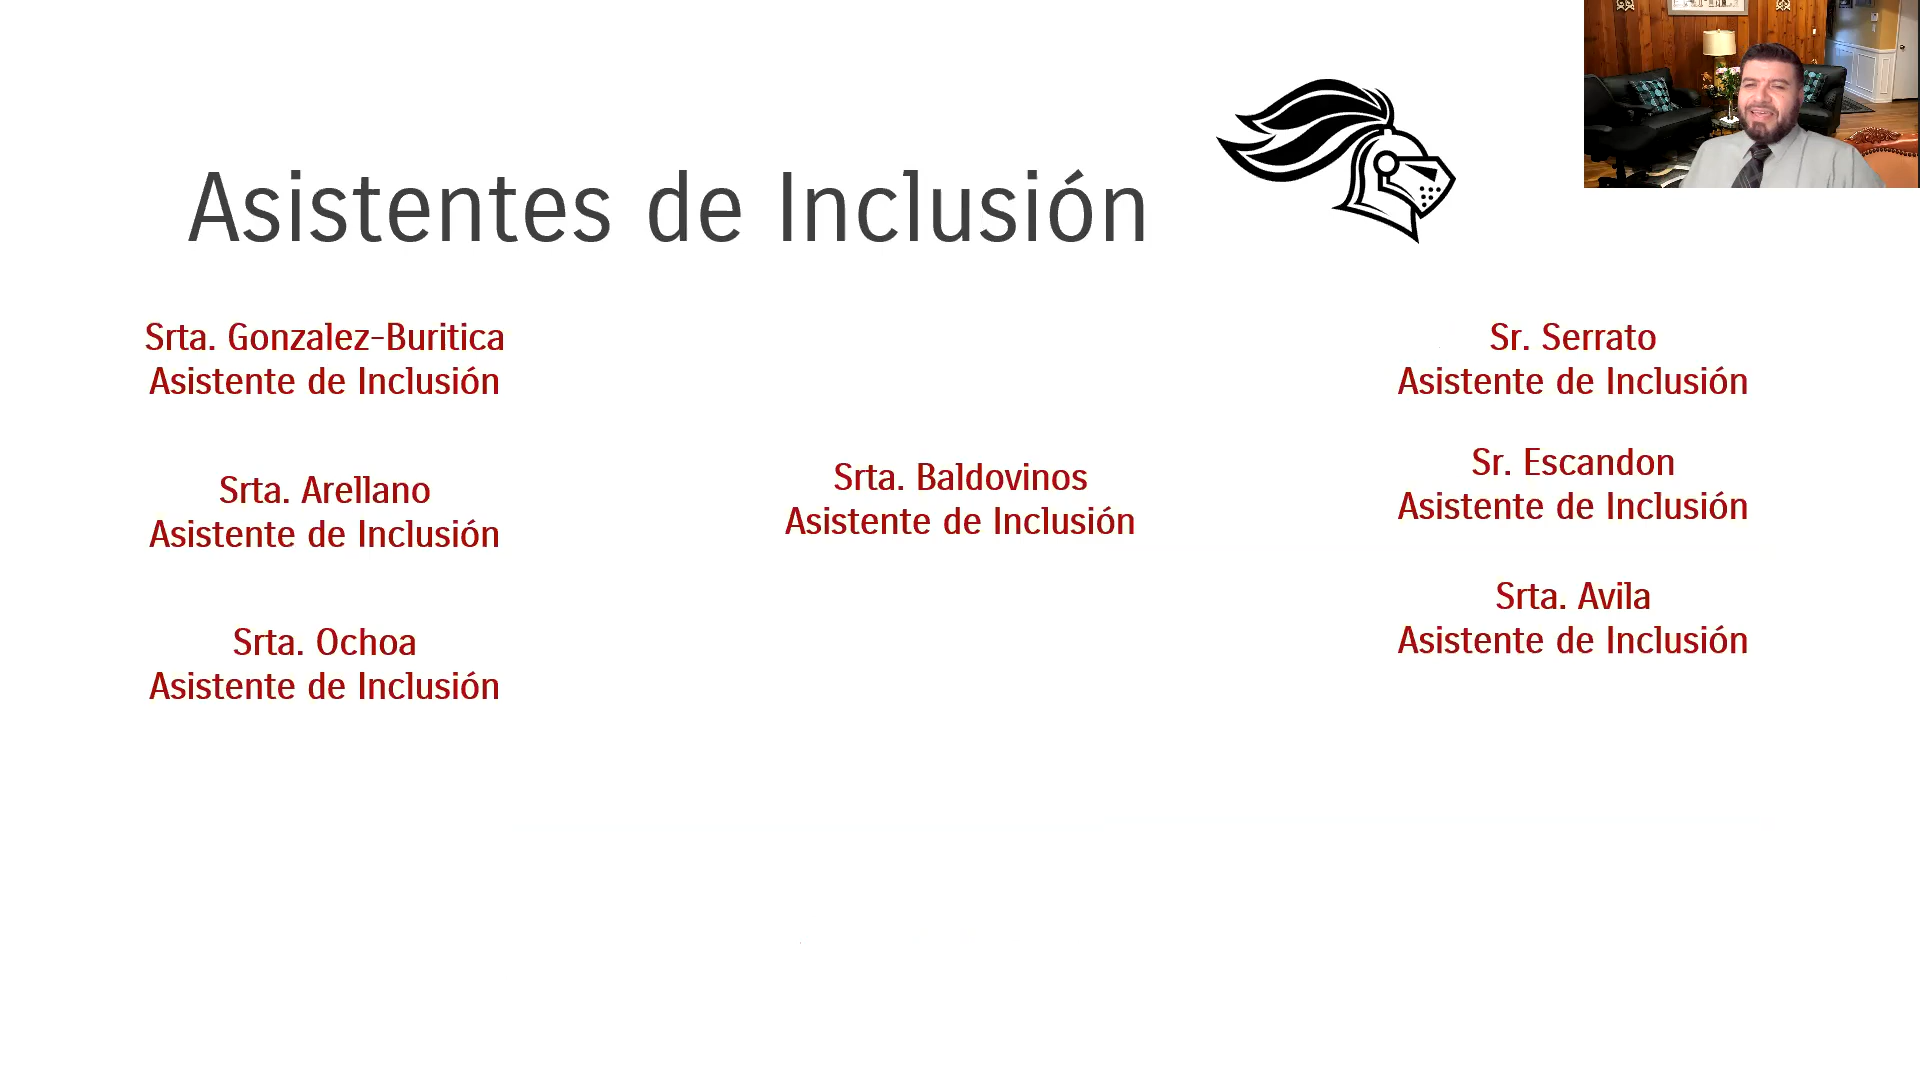 Asistentes de Inclusión
Srta. Gonzalez-Buritica
Asistente de Inclusión
Srta. Arellano
Asistente de Inclusión
Srta. Ochoa
Asistente de Inclusión
Srta. Baldovinos
Asistente de Inclusión
Sr. Serrato
Asistente de Inclusión
Sr. Escandon
Asistente de Inclusión
Srta. Avila
Asistente de Inclusión